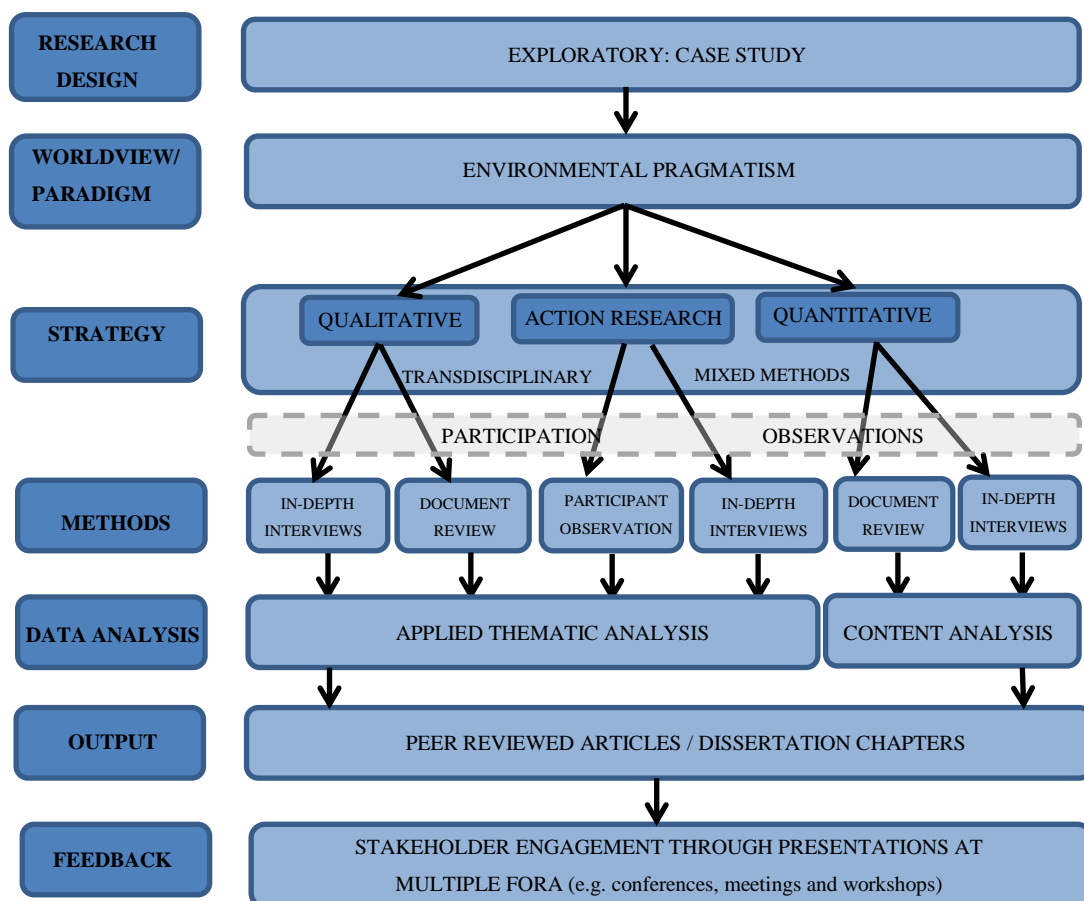 RESEARCH
DESIGN
EXPLORATORY: CASE STUDY
WORLDVIEW/
PARADIGM
ENVIRONMENTAL PRAGMATISM
STRATEGY
QUALITATIVE
ACTION RESEARCH
QUANTITATIVE
TRANSDISCIPLINARY
MIXED METHODS
PARTICIPATION
OBSERVATIONS
METHODS
IN-DEPTH
INTERVIEWS
DOCUMENT
REVIEW
PARTICIPANT
OBSERVATION
IN-DEPTH
INTERVIEWS
DOCUMENT
REVIEW
IN-DEPTH
INTERVIEWS
DATA ANALYSIS
APPLIED THEMATIC ANALYSIS
CONTENT ANALYSIS
OUTPUT
PEER REVIEWED ARTICLES / DISSERTATION CHAPTERS
FEEDBACK
STAKEHOLDER ENGAGEMENT THROUGH PRESENTATIONS AT
MULTIPLE FORA (e.g. conferences, meetings and workshops)